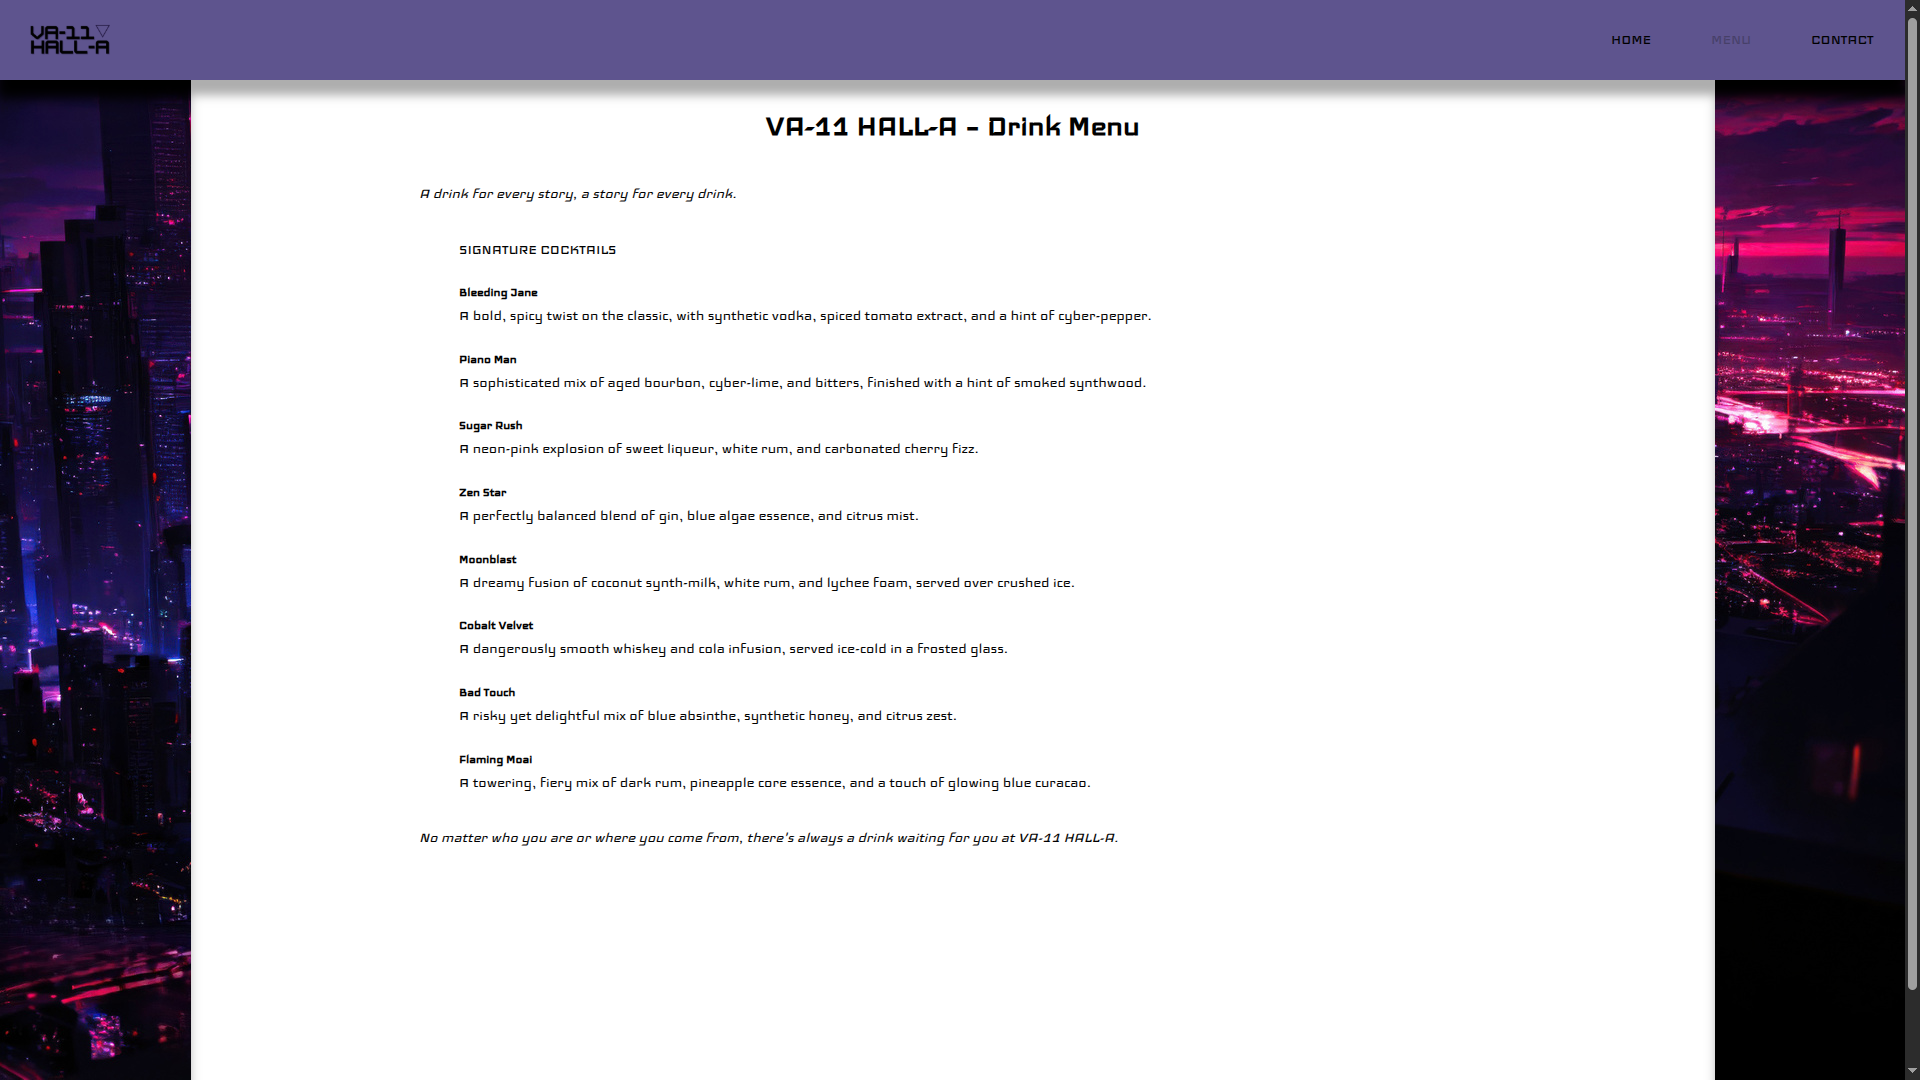 VA-11
HALL-A
HOME
MENU
CONTACT
VA-11 HALL-A - Drink Menu
A drink for every story, a story for every drink.
SIGNATURE COCKTAILS
Bleeding Jane
A bold, spicy twist on the classic, with synthetic vodka, spiced tomato extract, and a hint of cyber-pepper.
Piano Man
A sophisticated mix of aged bourbon, cyber-lime, and bitters, finished with a hint of smoked synthwood.
Sugar Rush
A neon-pink explosion of sweet liqueur, white rum, and carbonated cherry fizz.
Zen Star
A perfectly balanced blend of gin, blue algae essence, and citrus mist.
Moonblast
A dreamy fusion of coconut synth-milk, white rum, and lychee foam, served over crushed ice.
Cobalt Velvet
A dangerously smooth whiskey and cola infusion, served ice-cold in a frosted glass.
Bad Touch
A risky yet delightful mix of blue absinthe, synthetic honey, and citrus zest.
Flaming Moai
A towering, fiery mix of dark rum, pineapple core essence, and a touch of glowing blue curacao.
No matter who you are or where you come from, there's always a drink waiting for you at VA-11 HALL-A.